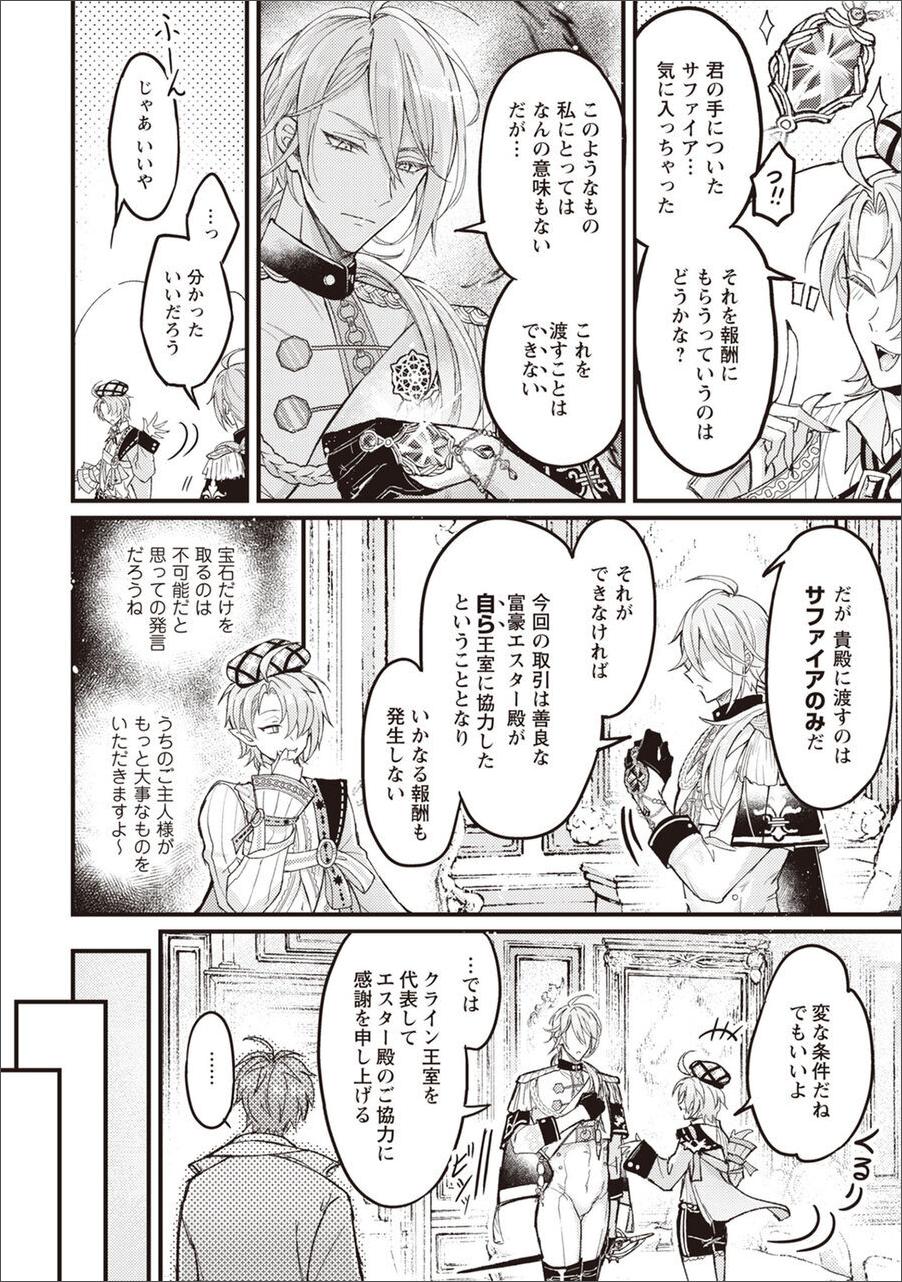 君の手についた
サファイア…
気に入っちゃった
っ!!
それを報酬に
もらうっていうのは
どうかな?
このようなもの
私にとっては
なんの意味もない
だが…
これを
渡すことは
できない
ふーん
じゃあ いいや
…っ
分かった
いいだろう
だが 貴殿に渡すのは
サファイアのみだ
それが
できなければ
今回の取引は善良な
富豪エスター殿が
自ら王室に協力した
ということとなり
いかなる報酬も
発生しない
宝石だけを
取るのは
不可能だと
思っての発言
だろうね
うちのご主人様が
もっと大事なものを
いただきますよ〜
変な条件だね
でもいいよ
くるっ
…では
クライン王室を
代表して
エスター殿のご協力に
感謝を申し上げる
……